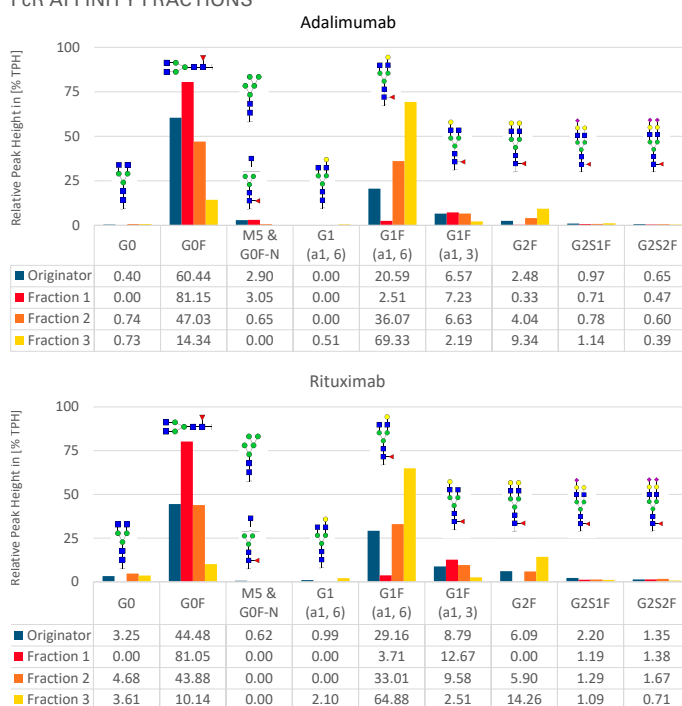 FcR AFFINITY FRACTIONS
Adalimumab
Relative Peak Height in [% TPH]
100
75
50
25
0
G0 G0F M5 & G0F-N G1 (a1, 6) G1F (a1, 6) G1F (a1, 3) G2F G2S1F G2S2F
Originator 0.40 60.44 2.90 0.00 20.59 6.57 2.48 0.97 0.65
Fraction 1 0.00 81.15 3.05 0.00 2.51 7.23 0.33 0.71 0.47
Fraction 2 0.74 47.03 0.65 0.00 36.07 6.63 4.04 0.78 0.60
Fraction 3 0.73 14.34 0.00 0.51 69.33 2.19 9.34 1.14 0.39
Rituximab
Relative Peak Height in [% TPH]
100
75
50
25
0
G0 G0F M5 & G0F-N G1 (a1, 6) G1F (a1, 6) G1F (a1, 3) G2F G2S1F G2S2F
Originator 3.25 44.48 0.62 0.99 29.16 8.79 6.09 2.20 1.35
Fraction 1 0.00 81.05 0.00 0.00 3.71 12.67 0.00 1.19 1.38
Fraction 2 4.68 43.88 0.00 0.00 33.01 9.58 5.90 1.29 1.67
Fraction 3 3.61 10.14 0.00 2.10 64.88 2.51 14.26 1.09 0.71